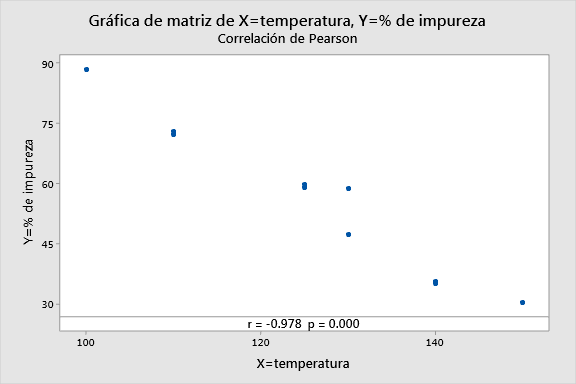 Gráfica de matriz de X=temperatura, Y=% de impureza
Correlación de Pearson
Y=% de impureza
90
75
60
45
30
r = -0.978 p = 0.000
100
120
140
X=temperatura